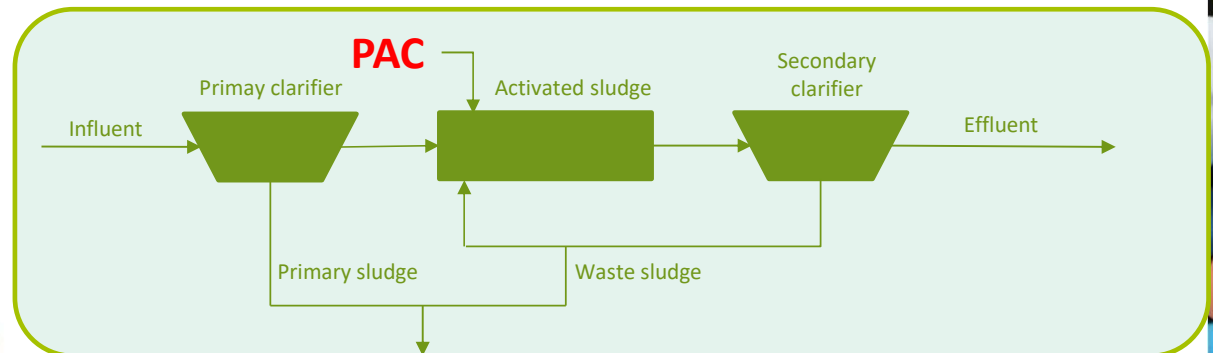 PAC
Primay clarifier
Activated sludge
Secondary
clarifier
Influent
Effluent
Primary sludge
Waste sludge